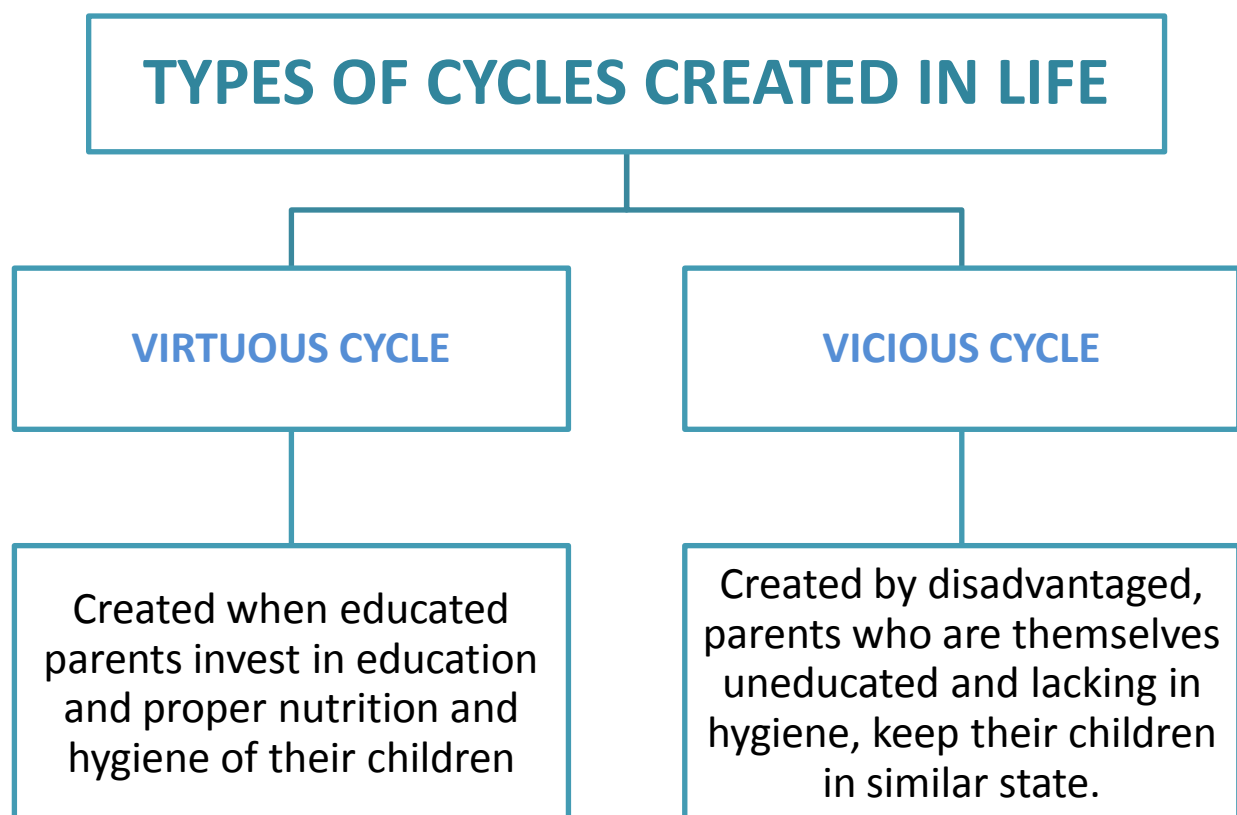 TYPES OF CYCLES CREATED IN LIFE
VIRTUOUS CYCLE
VICIOUS CYCLE
Created when educated
parents invest in education
and proper nutrition and
hygiene of their children
Created by disadvantaged,
parents who are themselves
uneducated and lacking in
hygiene, keep their children
in similar state.